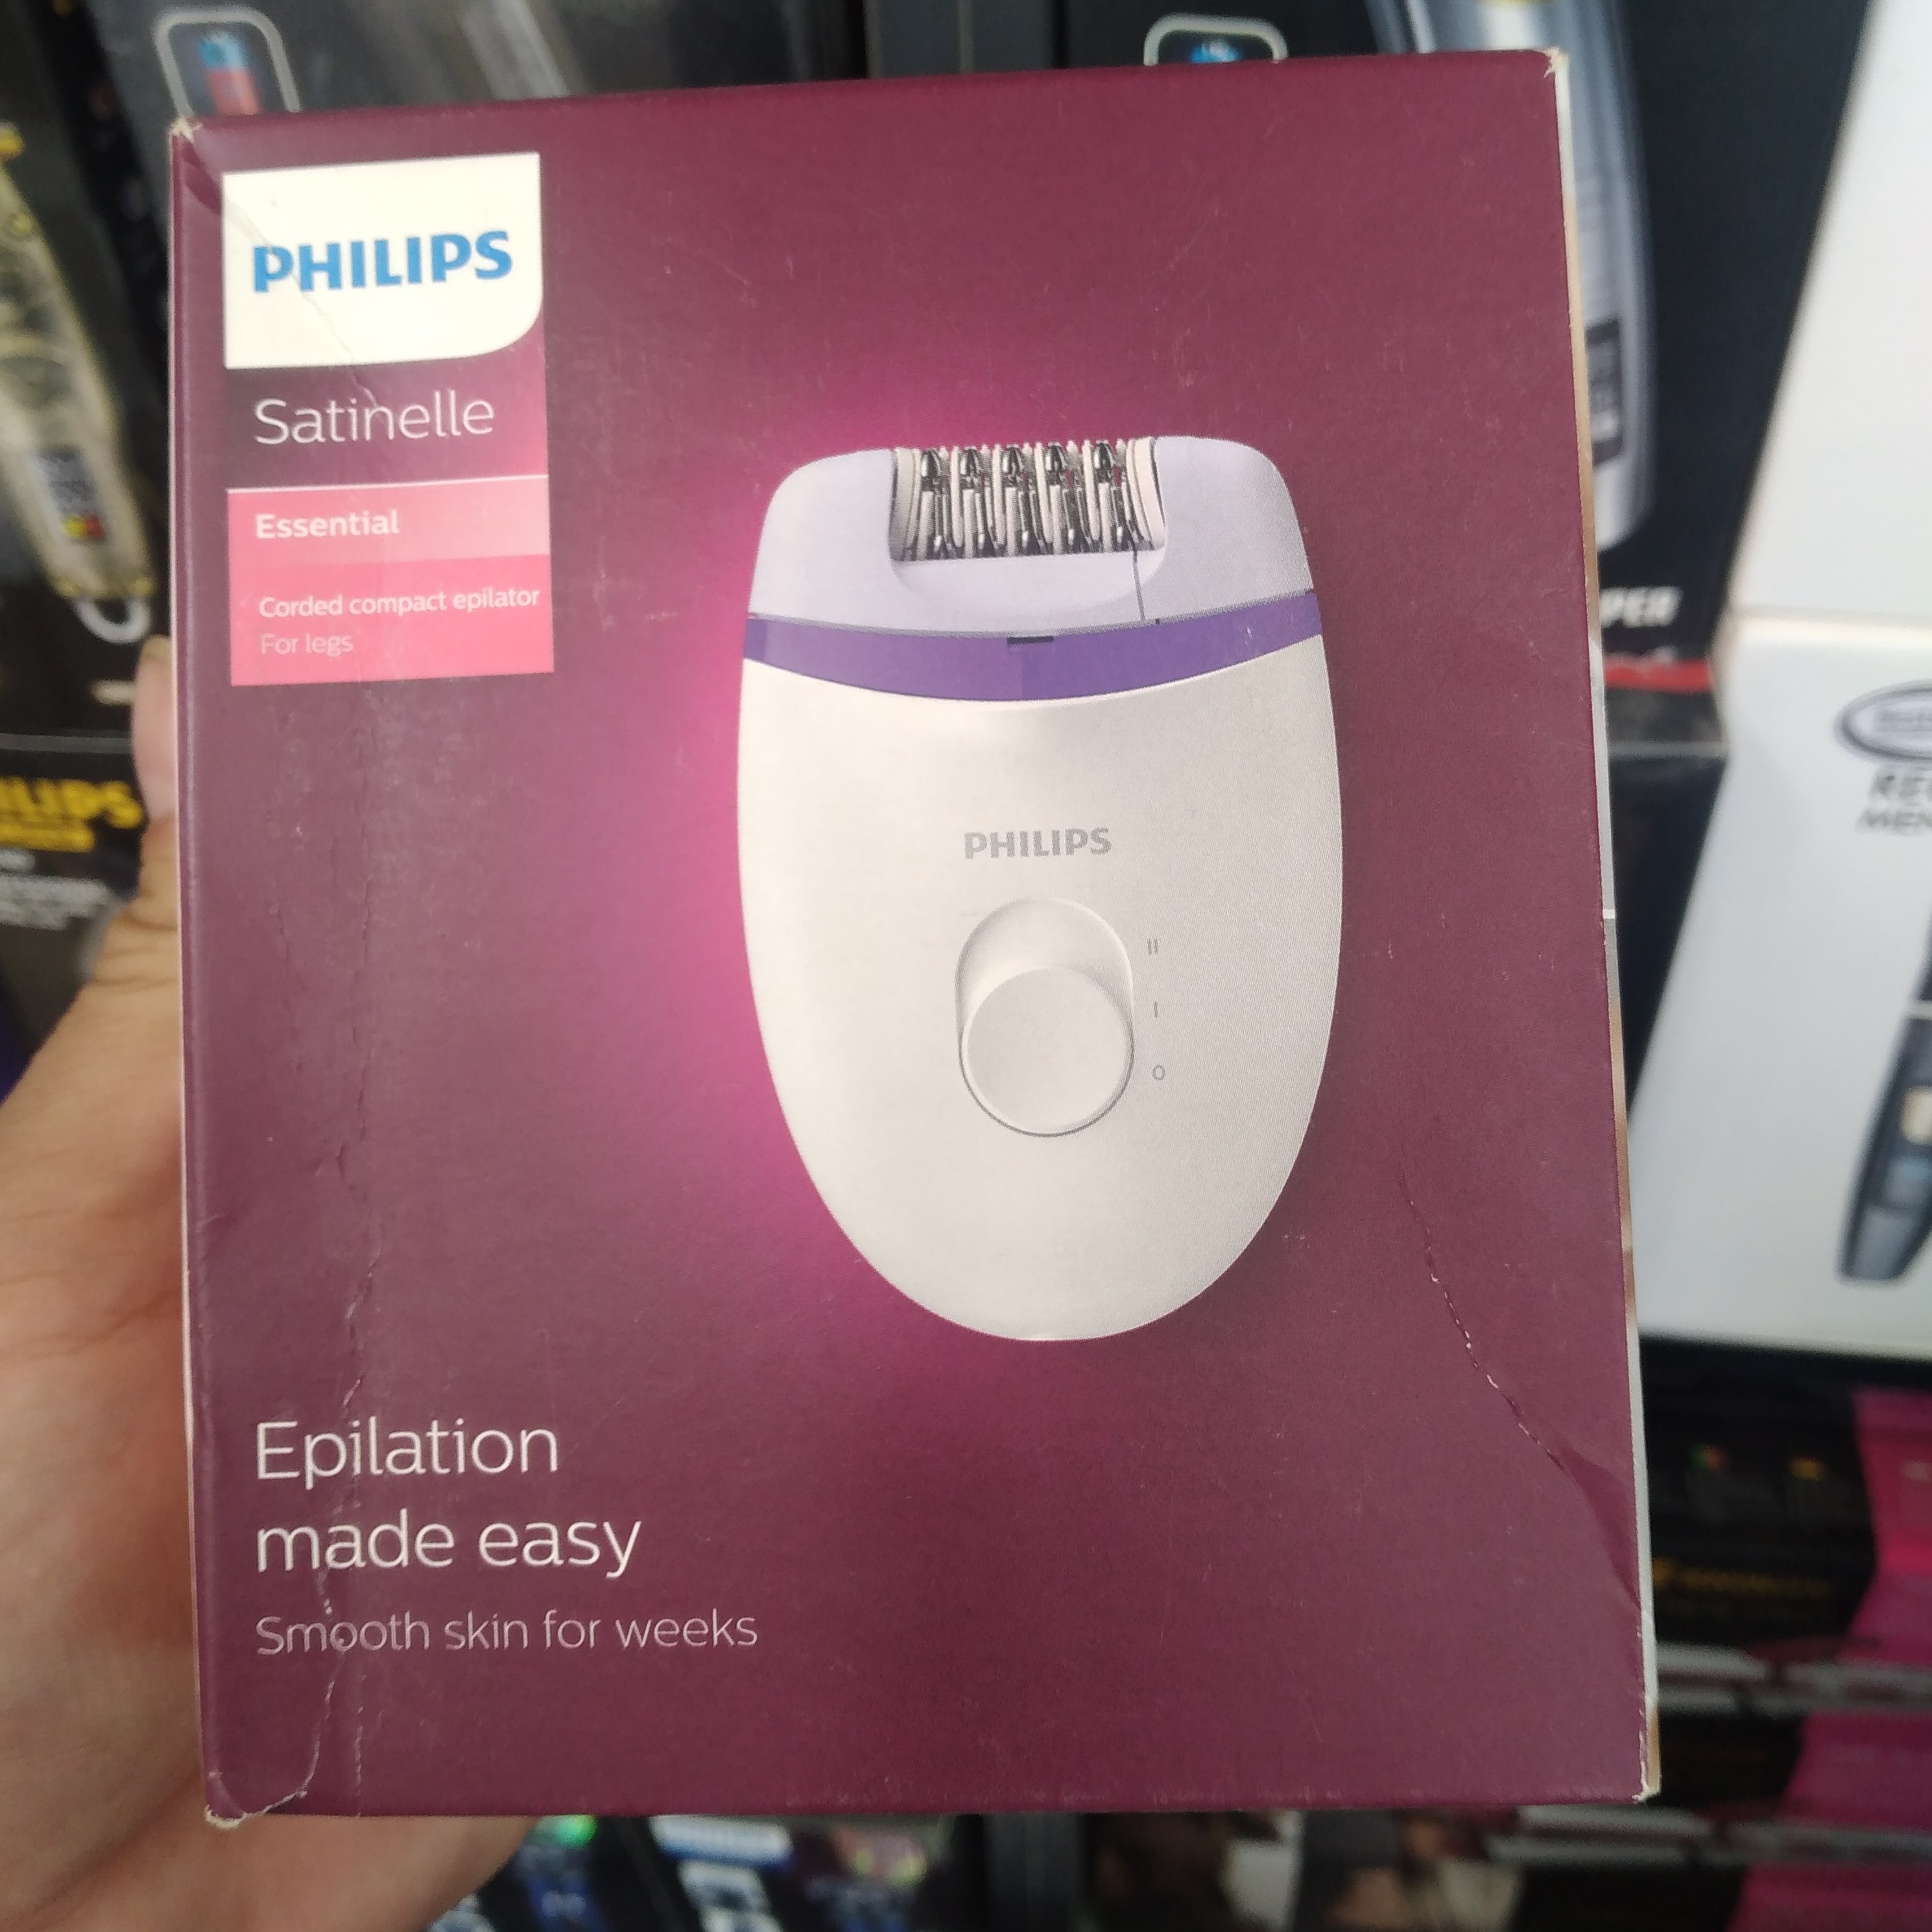 PHILIPS
Satinelle
Essential
Corded compact epilator
For legs
PHILIPS
II
I
O
Epilation
made easy
Smooth skin for weeks